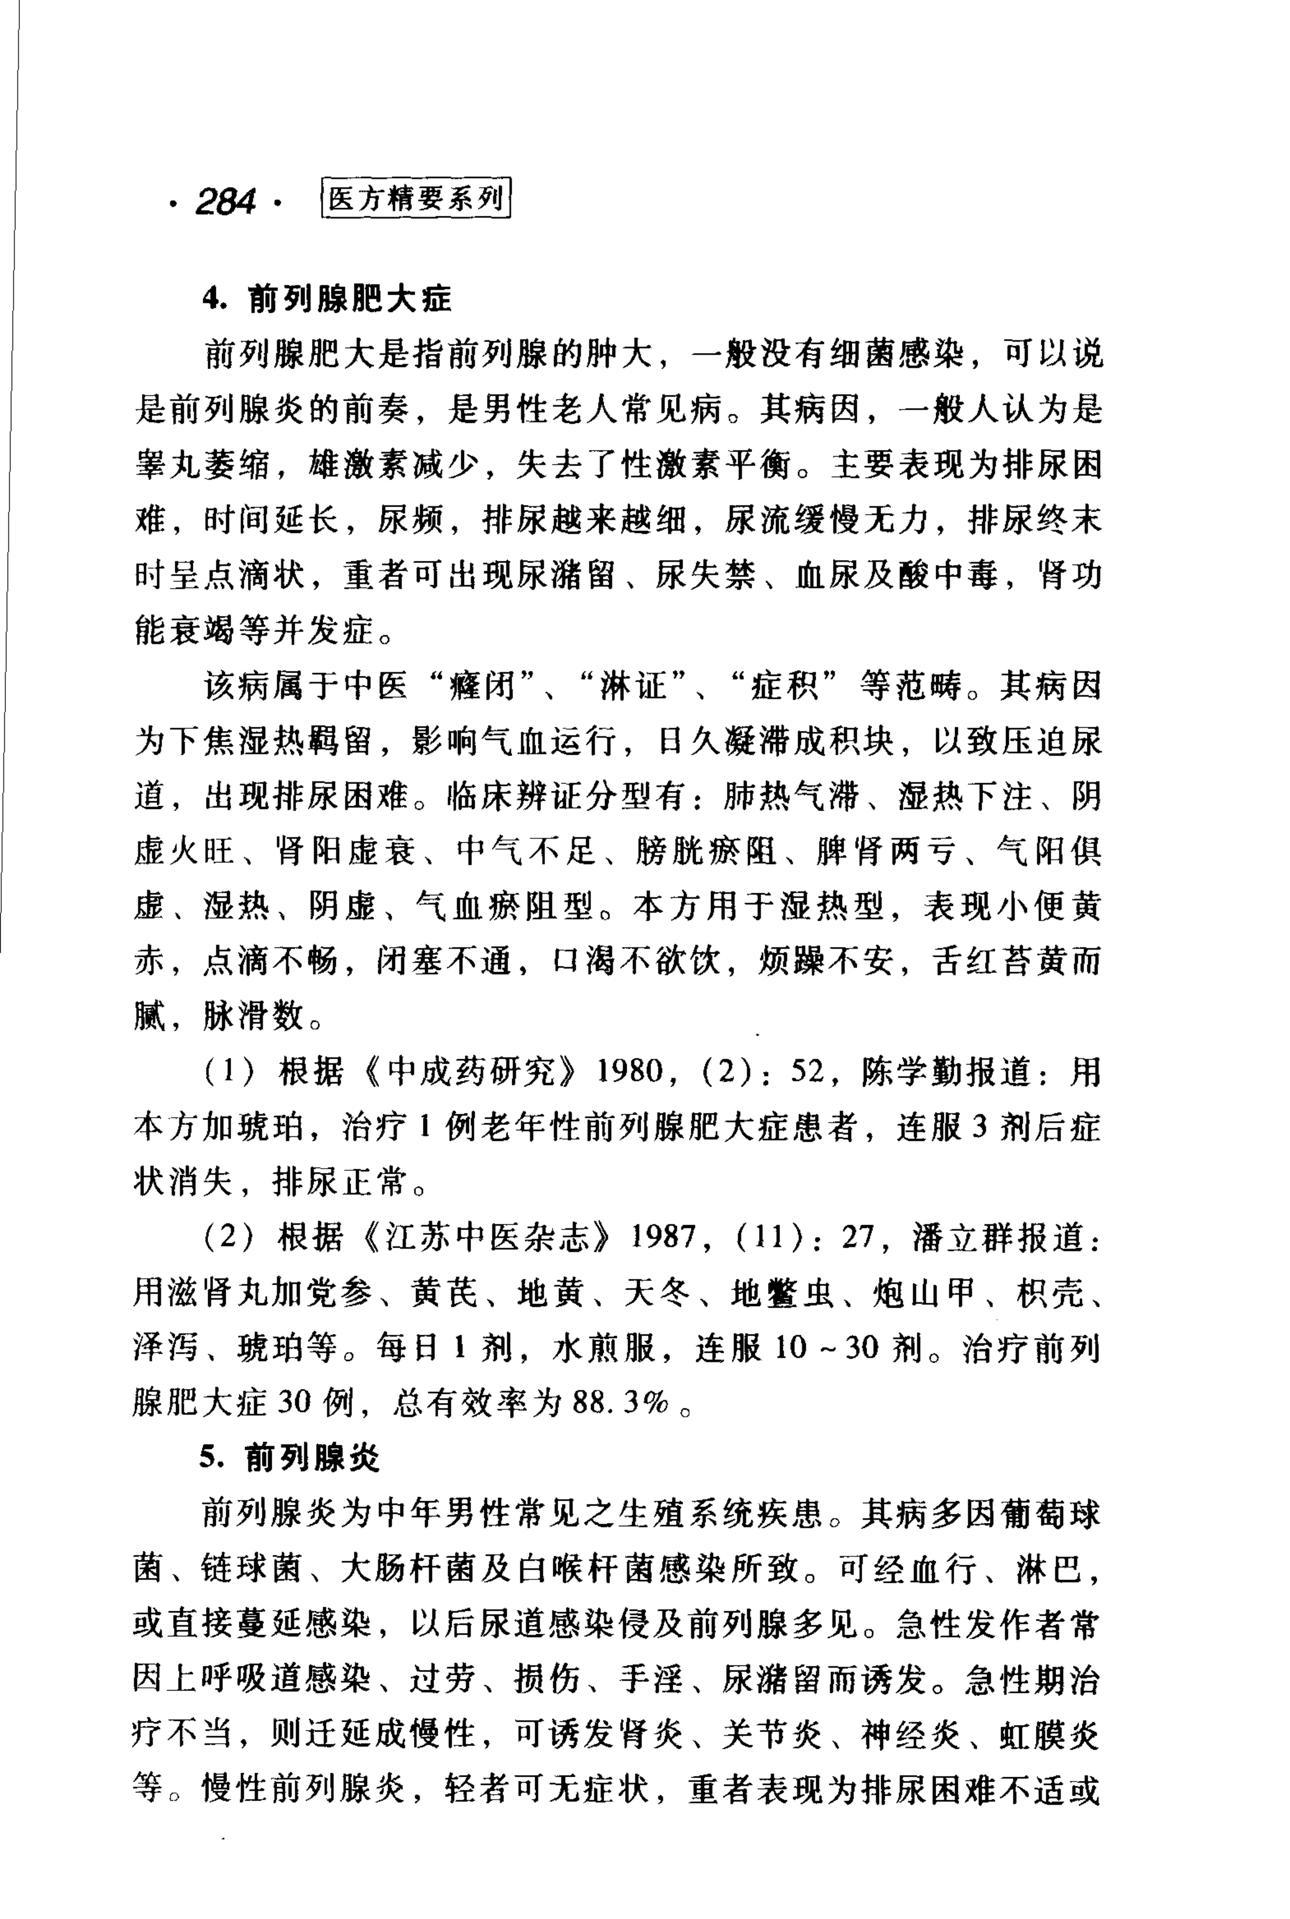 ·284· 医方精要系列
4. 前列腺肥大症
前列腺肥大是指前列腺的肿大，一般没有细菌感染，可以说
是前列腺炎的前奏，是男性老人常见病。其病因，一般人认为是
睾丸萎缩，雄激素减少，失去了性激素平衡。主要表现为排尿困
难，时间延长，尿频，排尿越来越细，尿流缓慢无力，排尿终末
时呈点滴状，重者可出现尿潴留、尿失禁、血尿及酸中毒，肾功
能衰竭等并发症。
该病属于中医“癃闭”、“淋证”、“症积”等范畴。其病因
为下焦湿热羁留，影响气血运行，日久凝滞成积块，以致压迫尿
道，出现排尿困难。临床辨证分型有：肺热气滞、湿热下注、阴
虚火旺、肾阳虚衰、中气不足、膀胱瘀阻、脾肾两亏、气阳俱
虚、湿热、阴虚、气血瘀阻型。本方用于湿热型，表现小便黄
赤，点滴不畅，闭塞不通，口渴不欲饮，烦躁不安，舌红苔黄而
腻，脉滑数。
(1) 根据《中成药研究》1980，(2)：52，陈学勤报道：用
本方加琥珀，治疗1例老年性前列腺肥大症患者，连服3剂后症
状消失，排尿正常。
(2) 根据《江苏中医杂志》1987，(11)：27，潘立群报道：
用滋肾丸加党参、黄芪、地黄、天冬、地鳖虫、炮山甲、枳壳、
泽泻、琥珀等。每日1剂，水煎服，连服10～30剂。治疗前列
腺肥大症30例，总有效率为88.3%。
5. 前列腺炎
前列腺炎为中年男性常见之生殖系统疾患。其病多因葡萄球
菌、链球菌、大肠杆菌及白喉杆菌感染所致。可经血行、淋巴，
或直接蔓延感染，以后尿道感染侵及前列腺多见。急性发作者常
因上呼吸道感染、过劳、损伤、手淫、尿潴留而诱发。急性期治
疗不当，则迁延成慢性，可诱发肾炎、关节炎、神经炎、虹膜炎
等。慢性前列腺炎，轻者可无症状，重者表现为排尿困难不适或